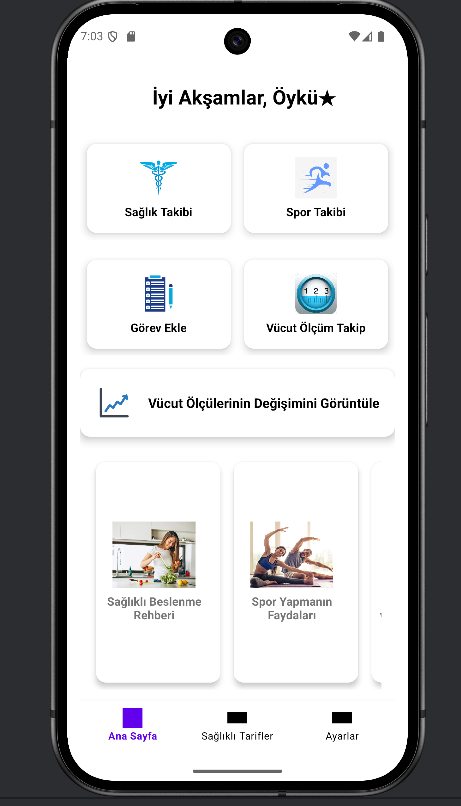 7:03
İyi Akşamlar, Öykü★
Sağlık Takibi
Spor Takibi
Görev Ekle
1 2 3
Vücut Ölçüm Takip
Vücut Ölçülerinin Değişimini Görüntüle
Sağlıklı Beslenme
Rehberi
Spor Yapmanın
Faydaları
Ana Sayfa
Sağlıklı Tarifler
Ayarlar